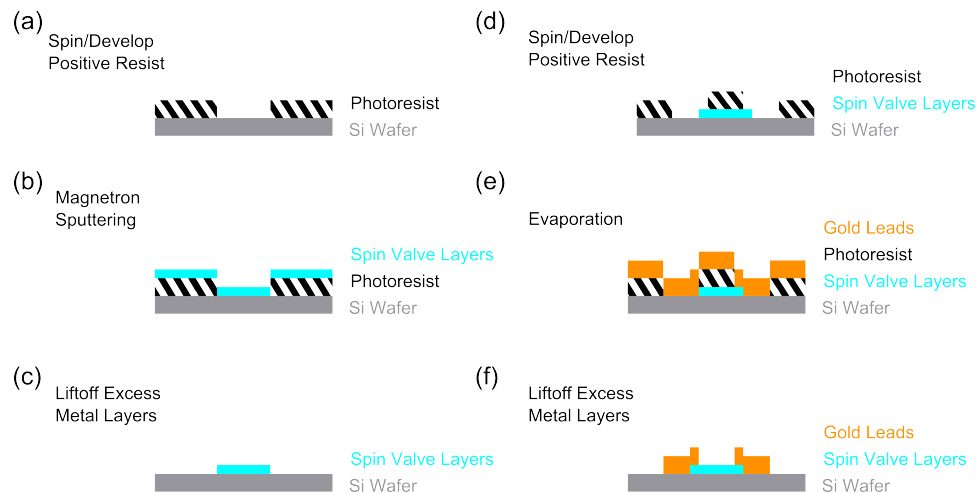 (a)
Spin/Develop
Positive Resist
Photoresist
Si Wafer
(b)
Magnetron
Sputtering
Spin Valve Layers
Photoresist
Si Wafer
(c)
Liftoff Excess
Metal Layers
Spin Valve Layers
Si Wafer
(d)
Spin/Develop
Positive Resist
Photoresist
Spin Valve Layers
Si Wafer
(e)
Evaporation
Gold Leads
Photoresist
Spin Valve Layers
Si Wafer
(f)
Liftoff Excess
Metal Layers
Gold Leads
Spin Valve Layers
Si Wafer